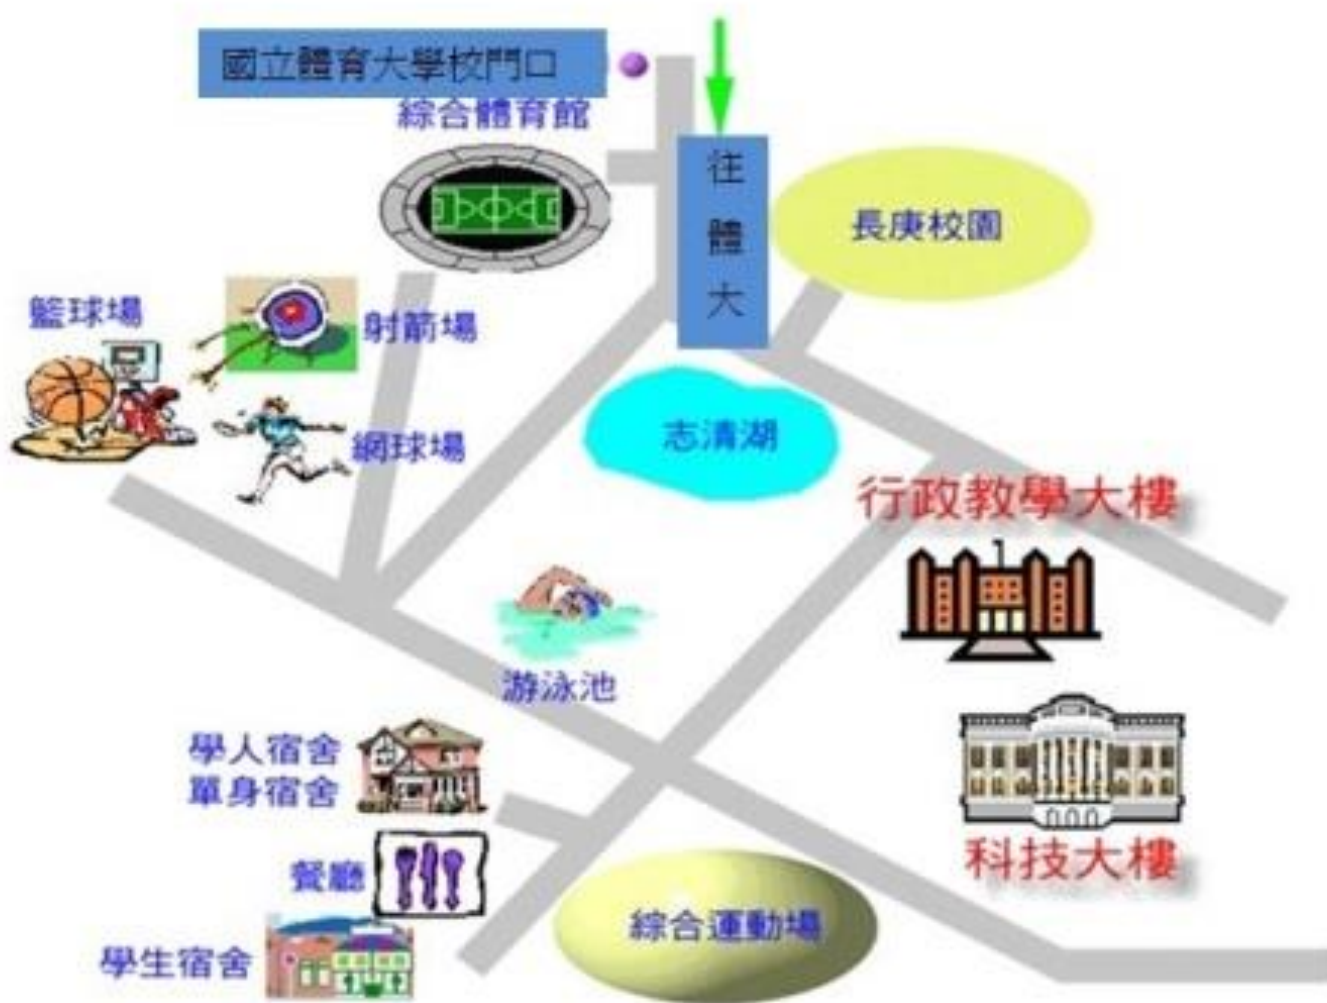 國立體育大學校門口
綜合體育館
往體大
長庚校園
籃球場
射箭場
網球場
志清湖
行政教學大樓
游泳池
學人宿舍
單身宿舍
科技大樓
餐廳
綜合運動場
學生宿舍